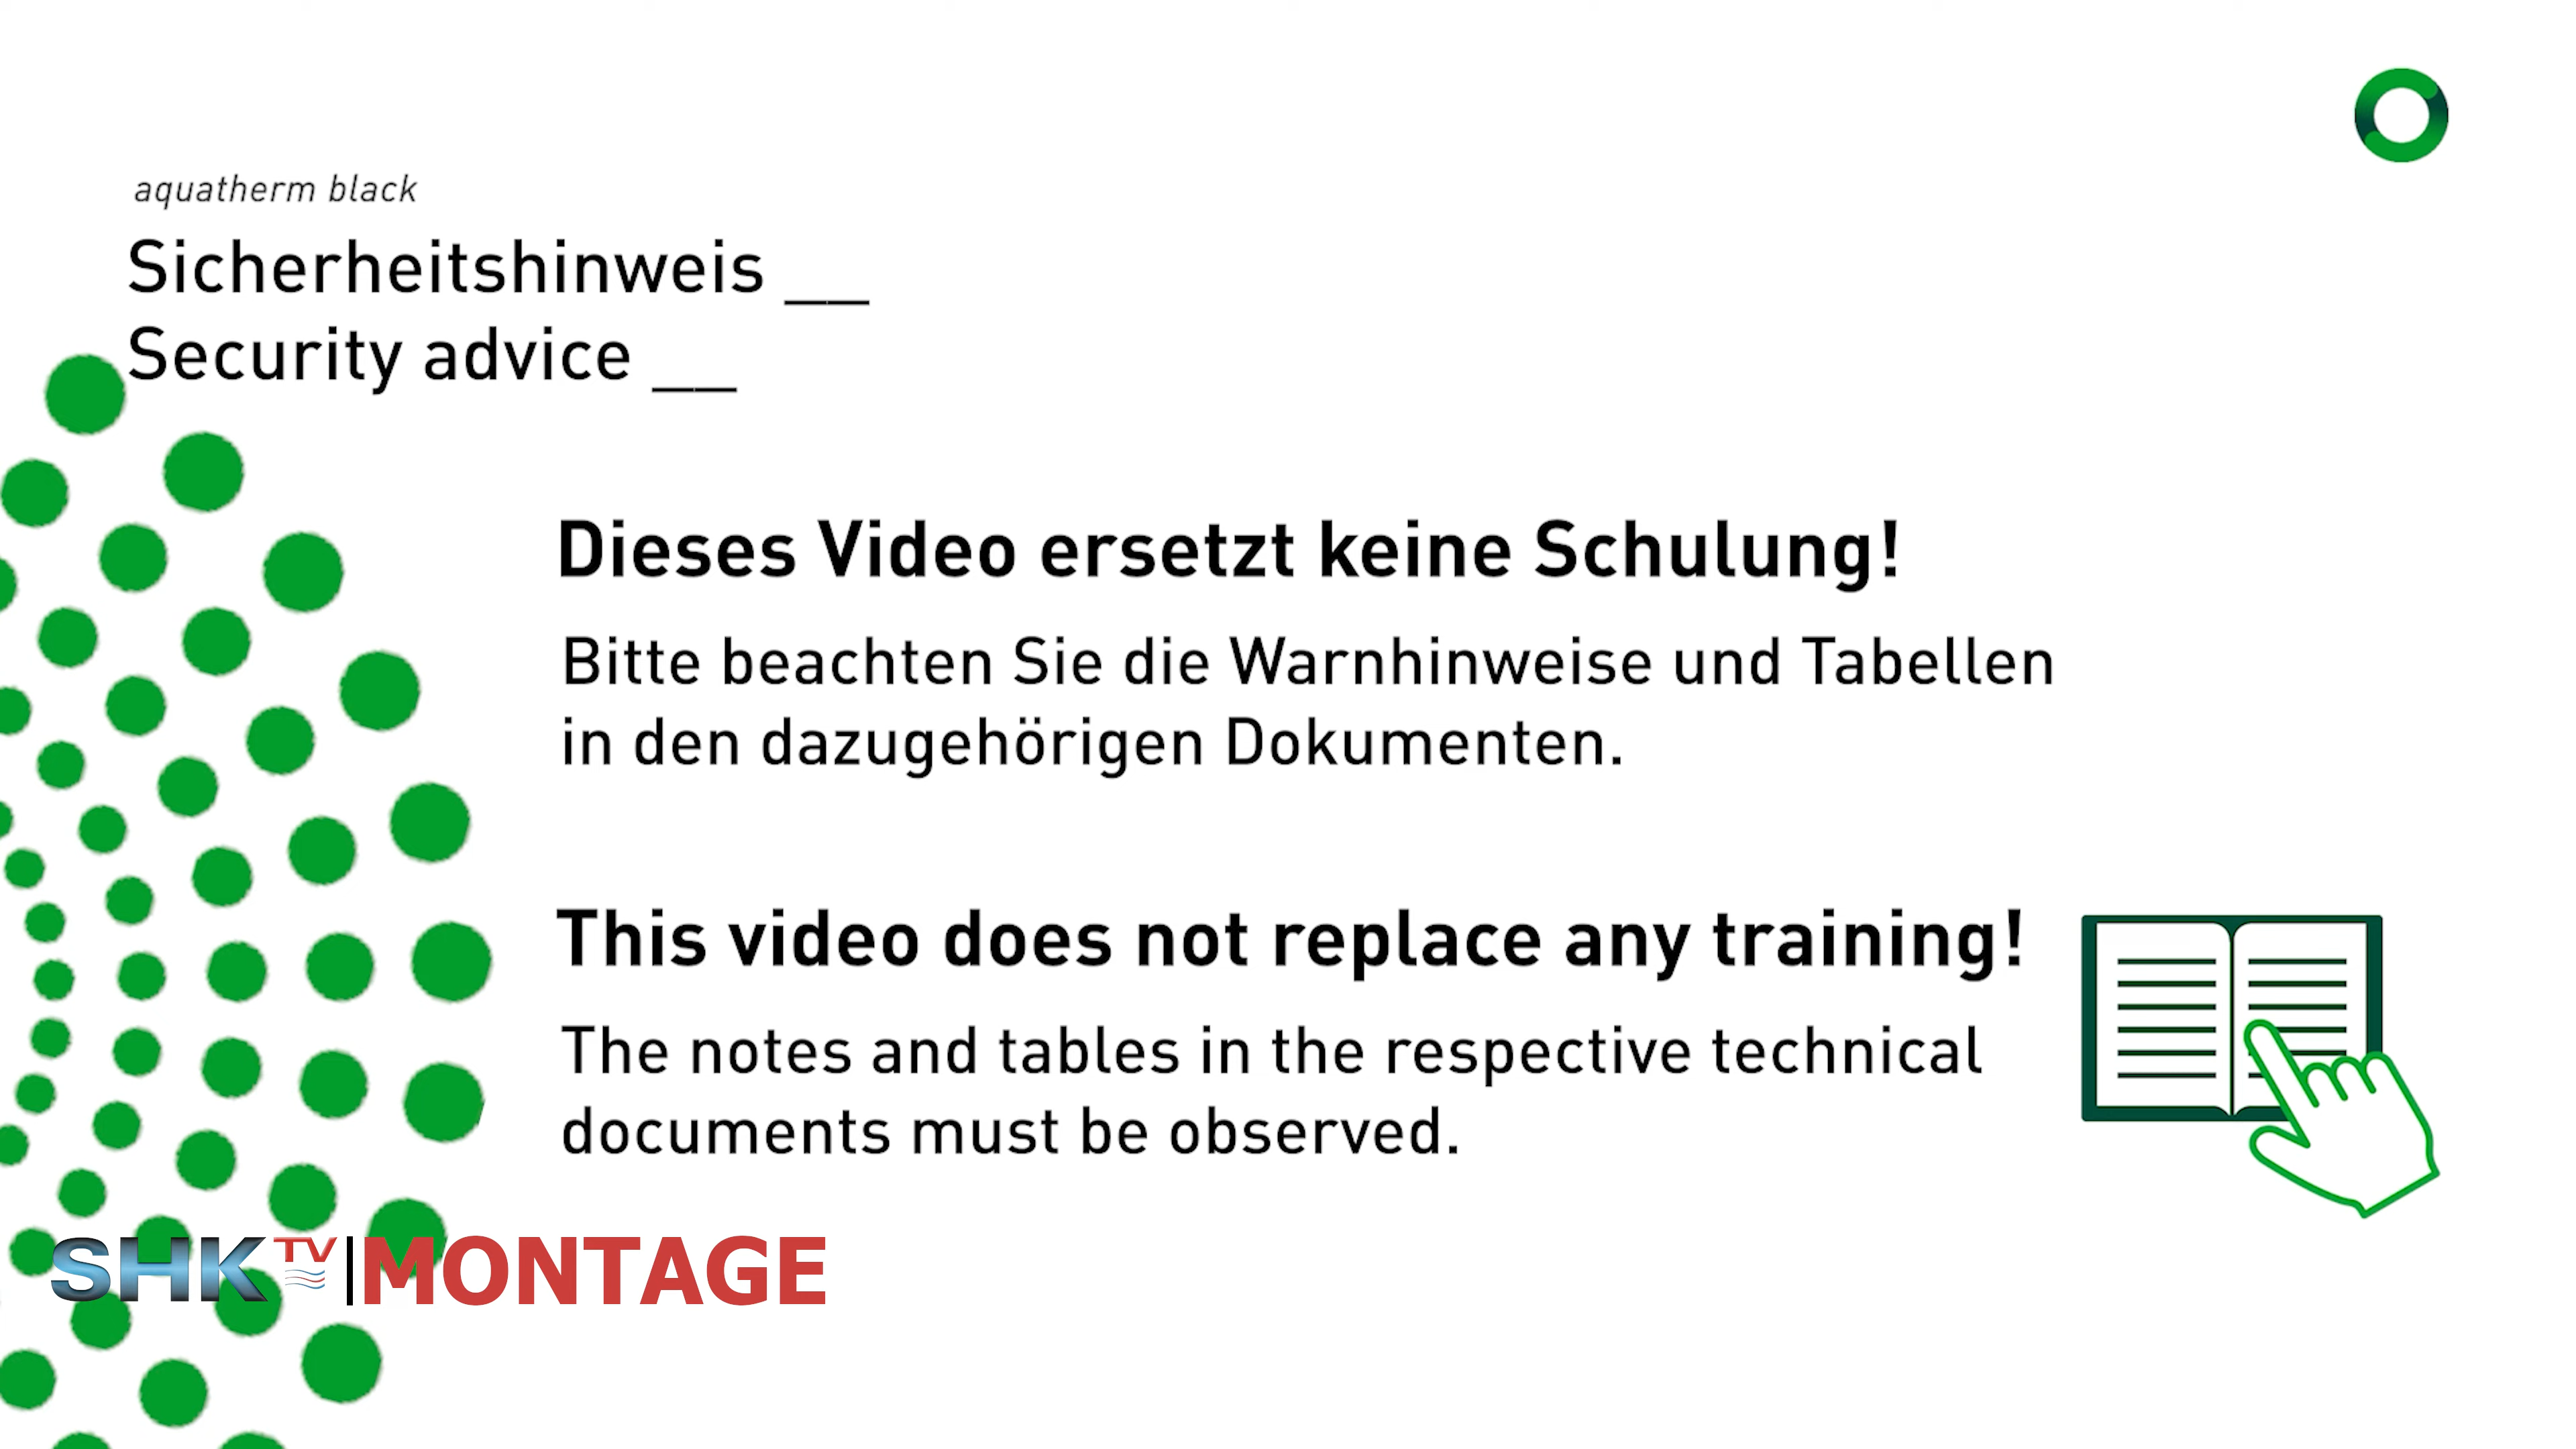 aquatherm black
Sicherheitshinweis __
Security advice __
Dieses Video ersetzt keine Schulung!
Bitte beachten Sie die Warnhinweise und Tabellen
in den dazugehörigen Dokumenten.
This video does not replace any training!
The notes and tables in the respective technical
documents must be observed.
SHK TV | MONTAGE